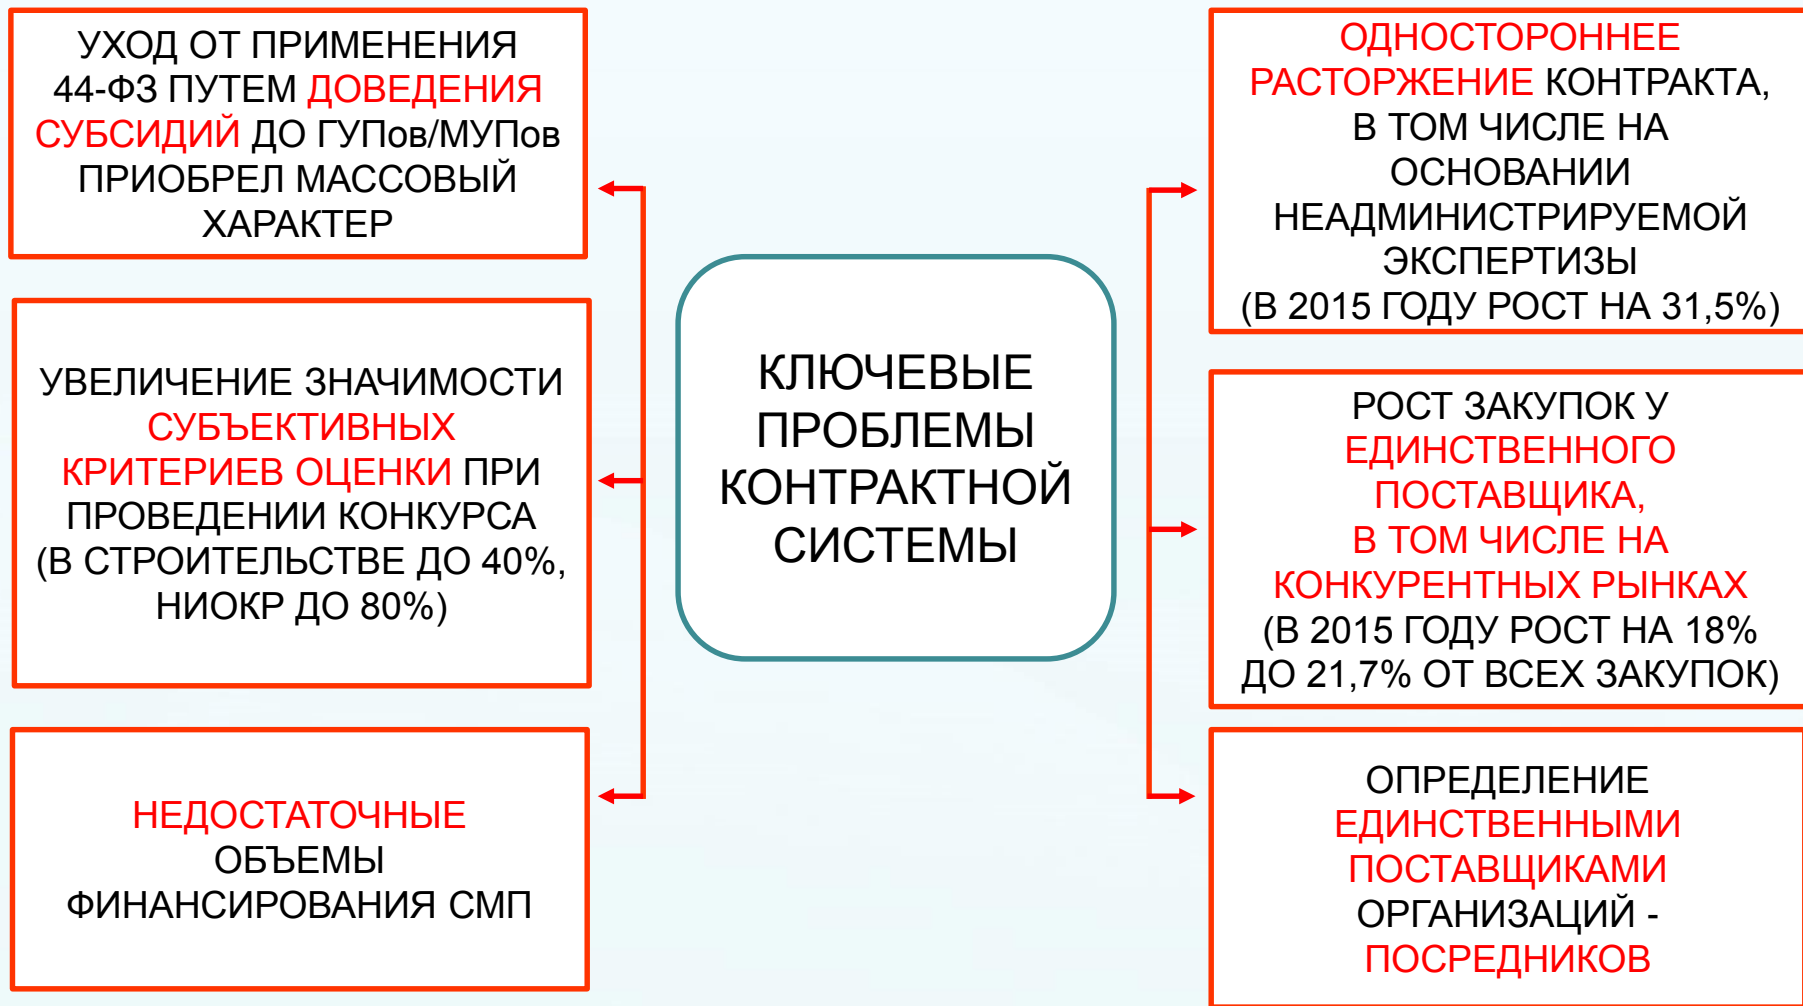 УХОД ОТ ПРИМЕНЕНИЯ
44-ФЗ ПУТЕМ ДОВЕДЕНИЯ
СУБСИДИЙ ДО ГУПов/МУПов
ПРИОБРЕЛ МАССОВЫЙ
ХАРАКТЕР
УВЕЛИЧЕНИЕ ЗНАЧИМОСТИ
СУБЪЕКТИВНЫХ
КРИТЕРИЕВ ОЦЕНКИ ПРИ
ПРОВЕДЕНИИ КОНКУРСА
(В СТРОИТЕЛЬСТВЕ ДО 40%,
НИОКР ДО 80%)
НЕДОСТАТОЧНЫЕ
ОБЪЕМЫ
ФИНАНСИРОВАНИЯ СМП
КЛЮЧЕВЫЕ
ПРОБЛЕМЫ
КОНТРАКТНОЙ
СИСТЕМЫ
ОДНОСТОРОННЕЕ
РАСТОРЖЕНИЕ КОНТРАКТА,
В ТОМ ЧИСЛЕ НА
ОСНОВАНИИ
НЕАДМИНИСТРИРУЕМОЙ
ЭКСПЕРТИЗЫ
(В 2015 ГОДУ РОСТ НА 31,5%)
РОСТ ЗАКУПОК У
ЕДИНСТВЕННОГО
ПОСТАВЩИКА,
В ТОМ ЧИСЛЕ НА
КОНКУРЕНТНЫХ РЫНКАХ
(В 2015 ГОДУ РОСТ НА 18%
ДО 21,7% ОТ ВСЕХ ЗАКУПОК)
ОПРЕДЕЛЕНИЕ
ЕДИНСТВЕННЫМИ
ПОСТАВЩИКАМИ
ОРГАНИЗАЦИЙ -
ПОСРЕДНИКОВ